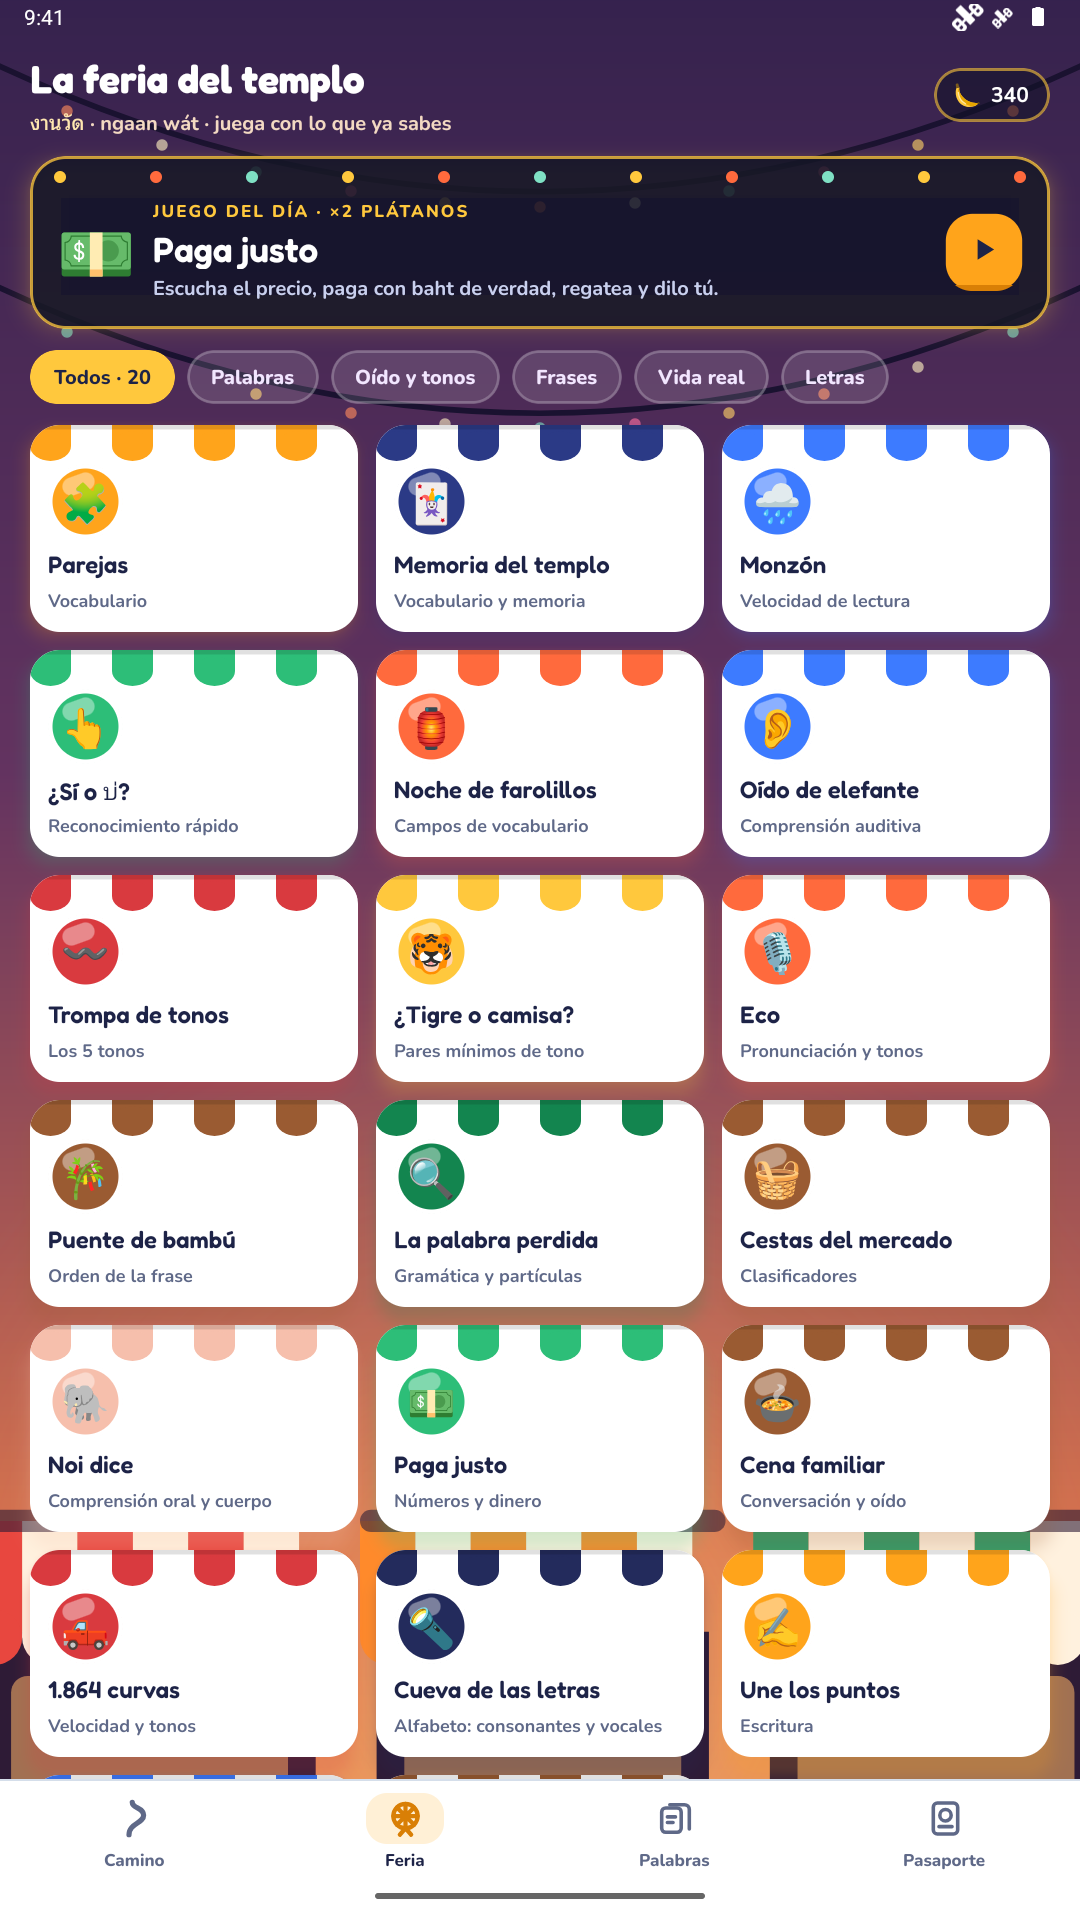 9:41
La feria del templo
340
งานวัด · ngaan wát · juega con lo que ya sabes
JUEGO DEL DÍA · ×2 PLÁTANOS
Paga justo
Escucha el precio, paga con baht de verdad, regatea y dilo tú.
Todos · 20
Palabras
Oído y tonos
Frases
Vida real
Letras
Parejas
Vocabulario
Memoria del templo
Vocabulario y memoria
Monzón
Velocidad de lectura
¿Sí o บ่?
Reconocimiento rápido
Noche de farolillos
Campos de vocabulario
Oído de elefante
Comprensión auditiva
Trompa de tonos
Los 5 tonos
¿Tigre o camisa?
Pares mínimos de tono
Eco
Pronunciación y tonos
Puente de bambú
Orden de la frase
La palabra perdida
Gramática y partículas
Cestas del mercado
Clasificadores
Noi dice
Comprensión oral y cuerpo
Paga justo
Números y dinero
Cena familiar
Conversación y oído
1.864 curvas
Velocidad y tonos
Cueva de las letras
Alfabeto: consonantes y vocales
Une los puntos
Escritura
Camino
Feria
Palabras
Pasaporte